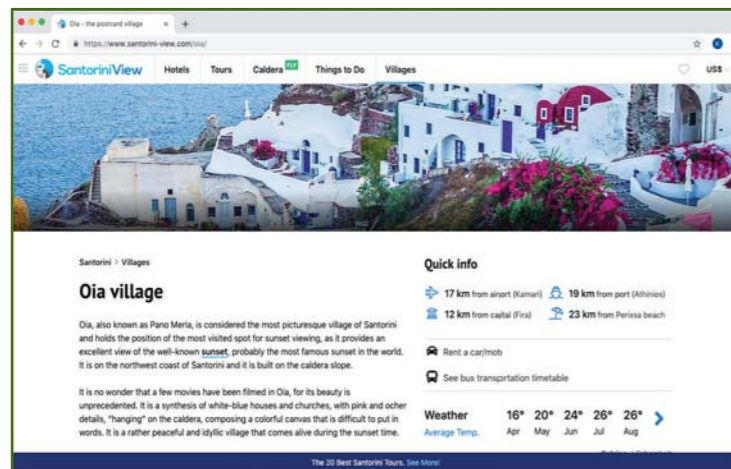 Oia - the postcard village
https://www.santorini-view.com/oia/
SantoriniView Hotels Tours Caldera FLY Things to Do Villages US$
Santorini > Villages
Oia village
Oia, also known as Pano Meria, is considered the most picturesque village of Santorini
and holds the position of the most visited spot for sunset viewing, as it provides an
excellent view of the well-known sunset, probably the most famous sunset in the world.
It is on the northwest coast of Santorini and it is built on the caldera slope.
It is no wonder that a few movies have been filmed in Oia, for its beauty is
unprecedented. It is a synthesis of white-blue houses and churches, with pink and ocher
details, "hanging" on the caldera, composing a colorful canvas that is difficult to put in
words. It is a rather peaceful and idyllic village that comes alive during the sunset time.
Quick info
17 km from airport (Kamari) 19 km from port (Athinios)
12 km from capital (Fira) 23 km from Perissa beach
Rent a car/mob
See bus transprtation timetable
Weather 16° 20° 24° 26° 26°
Average Temp. Apr May Jun Jul Aug
The 20 Best Santorini Tours. See More!